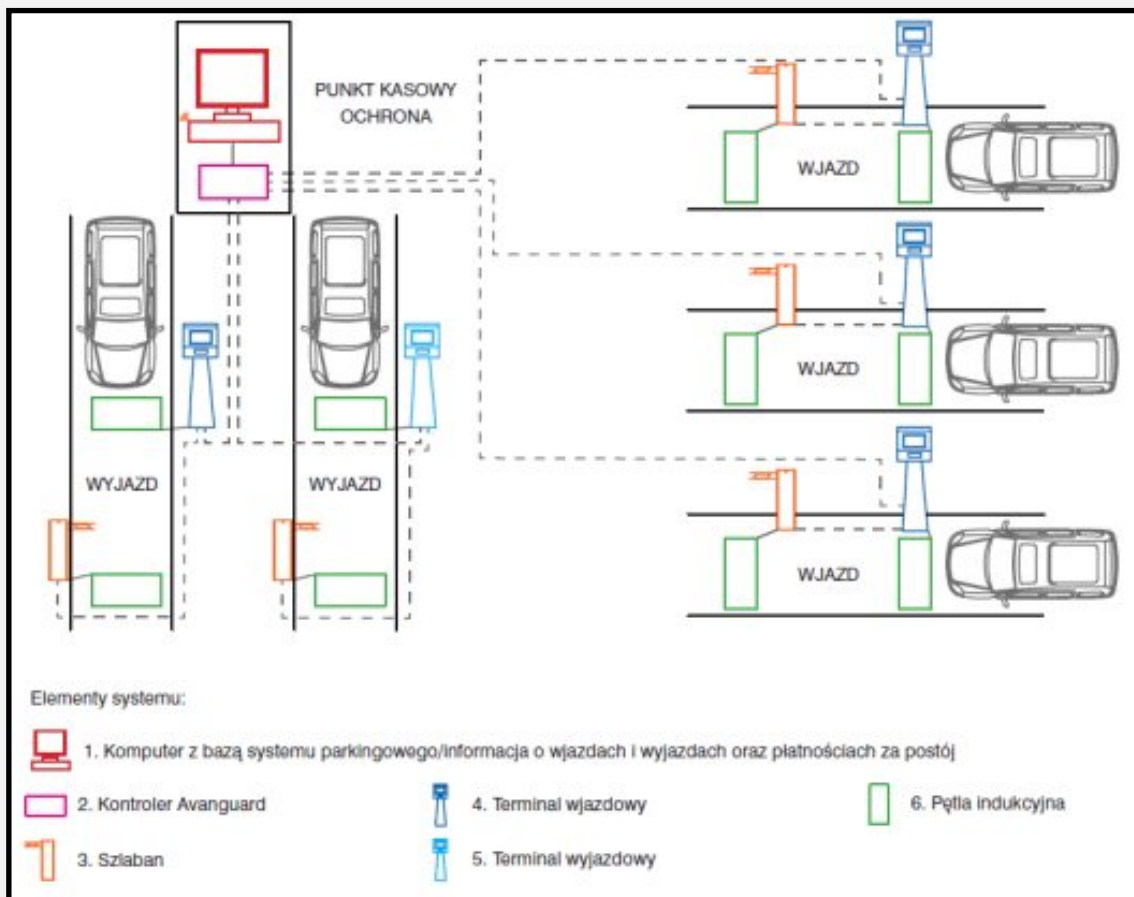 PUNKT KASOWY
OCHRONA
WJAZD
WJAZD
WYJAZD
WYJAZD
WJAZD
Elementy systemu:
1. Komputer z bazą systemu parkingowego/informacja o wjazdach i wyjazdach oraz płatnościach za postój
2. Kontroler Avanguard
4. Terminal wjazdowy
6. Pętla indukcyjna
3. Szlaban
5. Terminal wyjazdowy